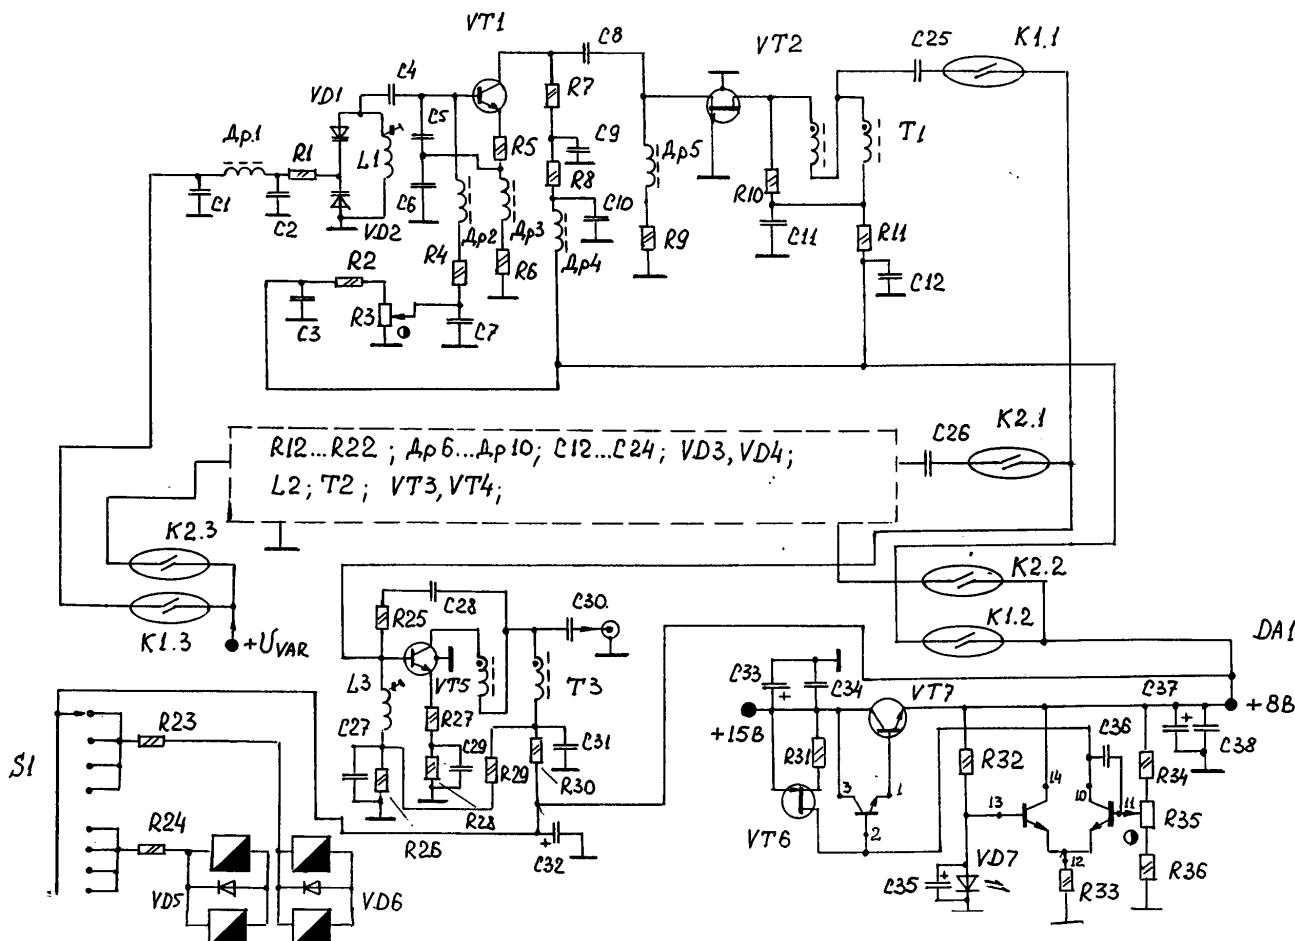 VT1
C8
VT2
C25
K1.1
C4
R7
VD1
Др.1
R1
L1
C5
R5
C9
Др5
T1
R8
C1
C2
VD2
C6
Др2
Др3
C10
R10
C11
R11
R2
R4
R6
Др4
R9
C12
R3
C3
C7
K2.1
C26
R12...R22; Др6...Др10; C12...C24; VD3, VD4;
L2; T2; VT3, VT4;
K2.3
K2.2
K1.3
+UVAR
R25
C28
C30
K1.2
DA1
L3
VT5
T3
C33
C34
VT7
C37
+8В
S1
R23
C27
R27
C29
R29
C31
R30
+15В
R31
R32
C36
C38
R34
14
10
11
3
1
2
13
R35
R24
R28
R26
VT6
VD7
12
VD5
VD6
C32
C35
R33
R36